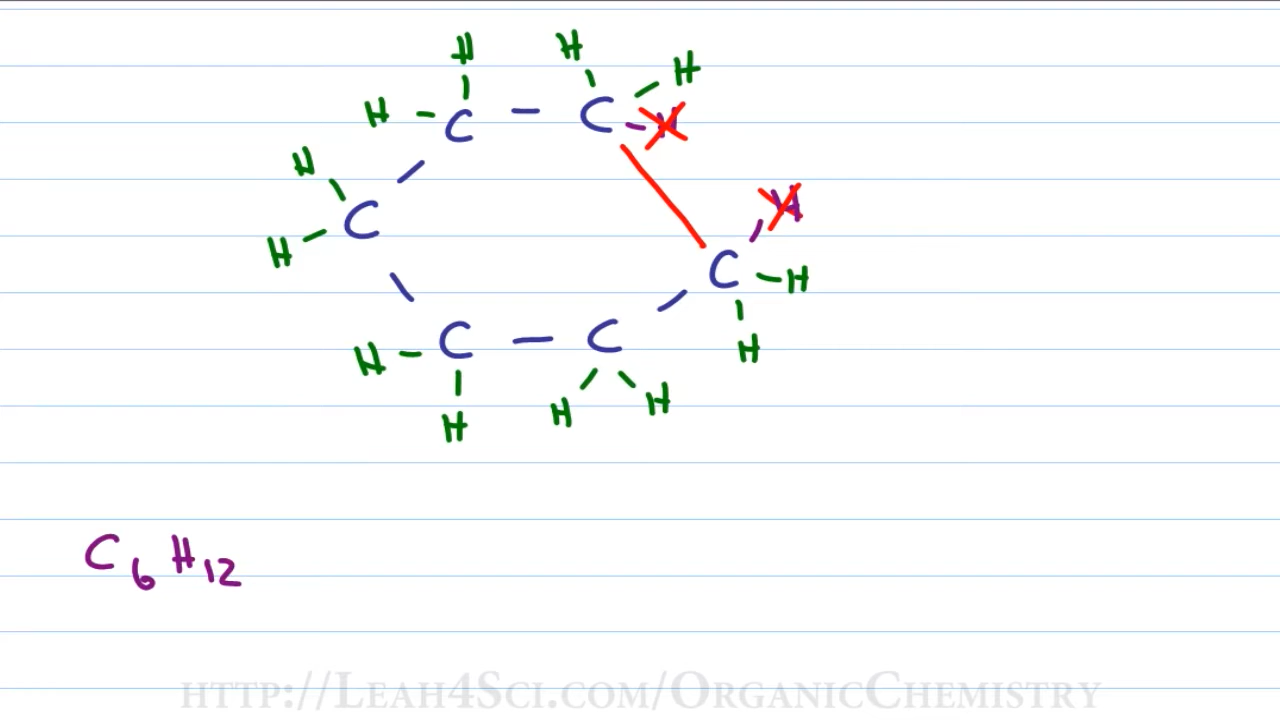 H H
H H
H - C - C - H
H
H
C
H
C - H
H
H - C - C
H
H H H
C6H12
HTTP://LEAH4SCI.COM/ORGANICCHEMISTRY